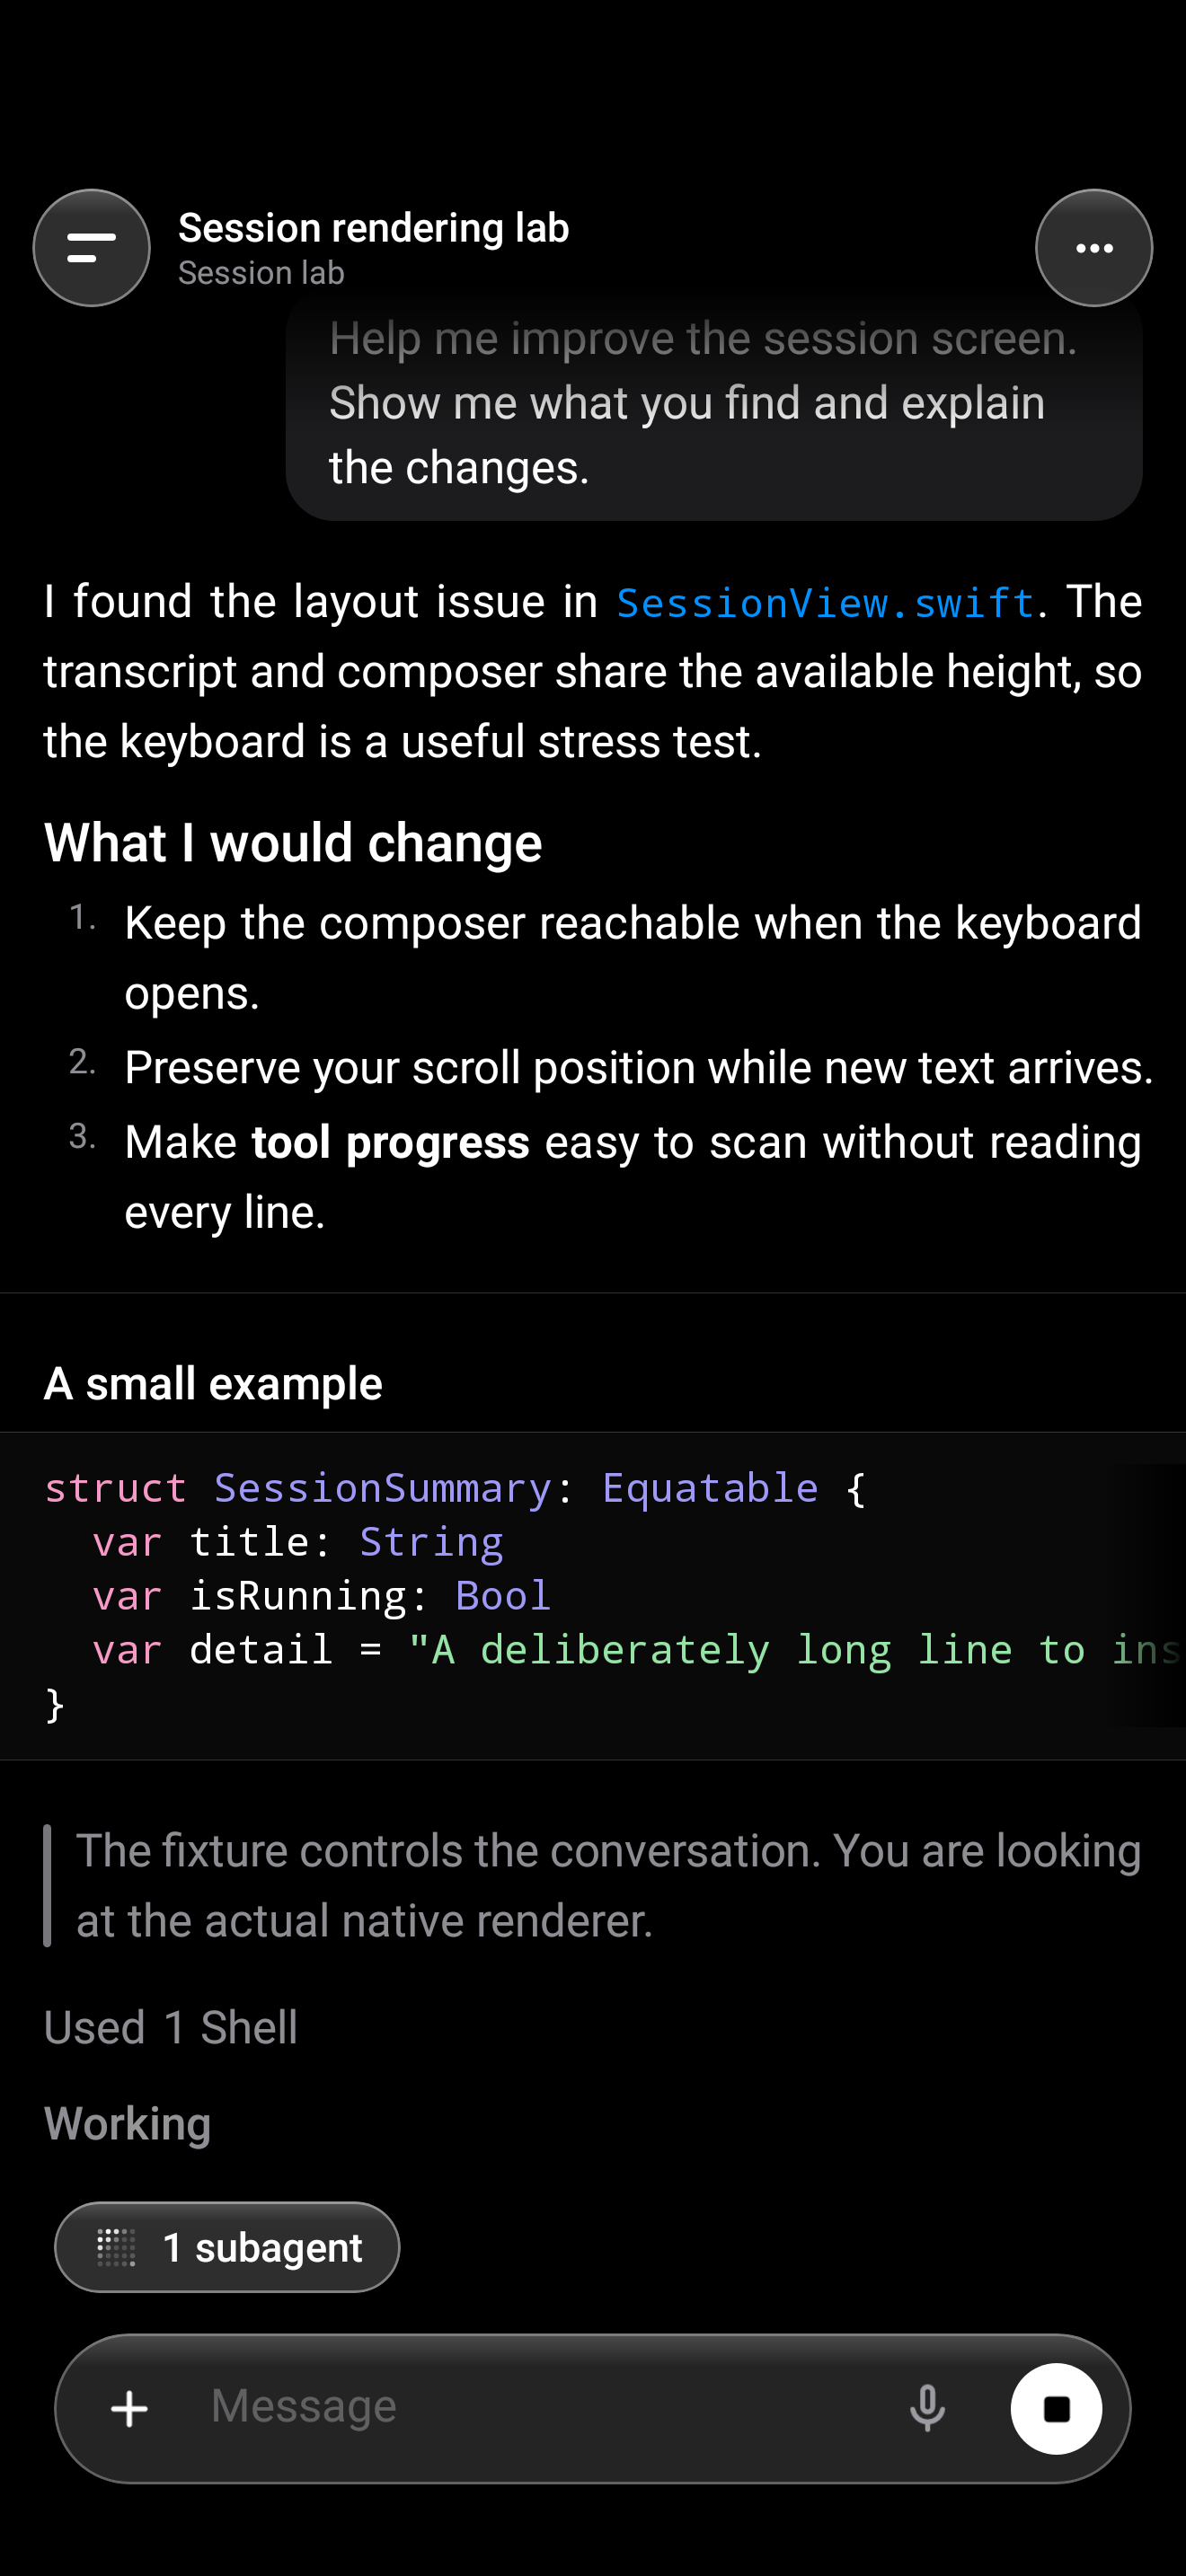 Session rendering lab
Session lab
Help me improve the session screen.
Show me what you find and explain
the changes.
I found the layout issue in SessionView.swift. The
transcript and composer share the available height, so
the keyboard is a useful stress test.
What I would change
1. Keep the composer reachable when the keyboard
opens.
2. Preserve your scroll position while new text arrives.
3. Make tool progress easy to scan without reading
every line.
A small example
struct SessionSummary: Equatable {
  var title: String
  var isRunning: Bool
  var detail = "A deliberately long line to ins
}
The fixture controls the conversation. You are looking
at the actual native renderer.
Used 1 Shell
Working
1 subagent
Message